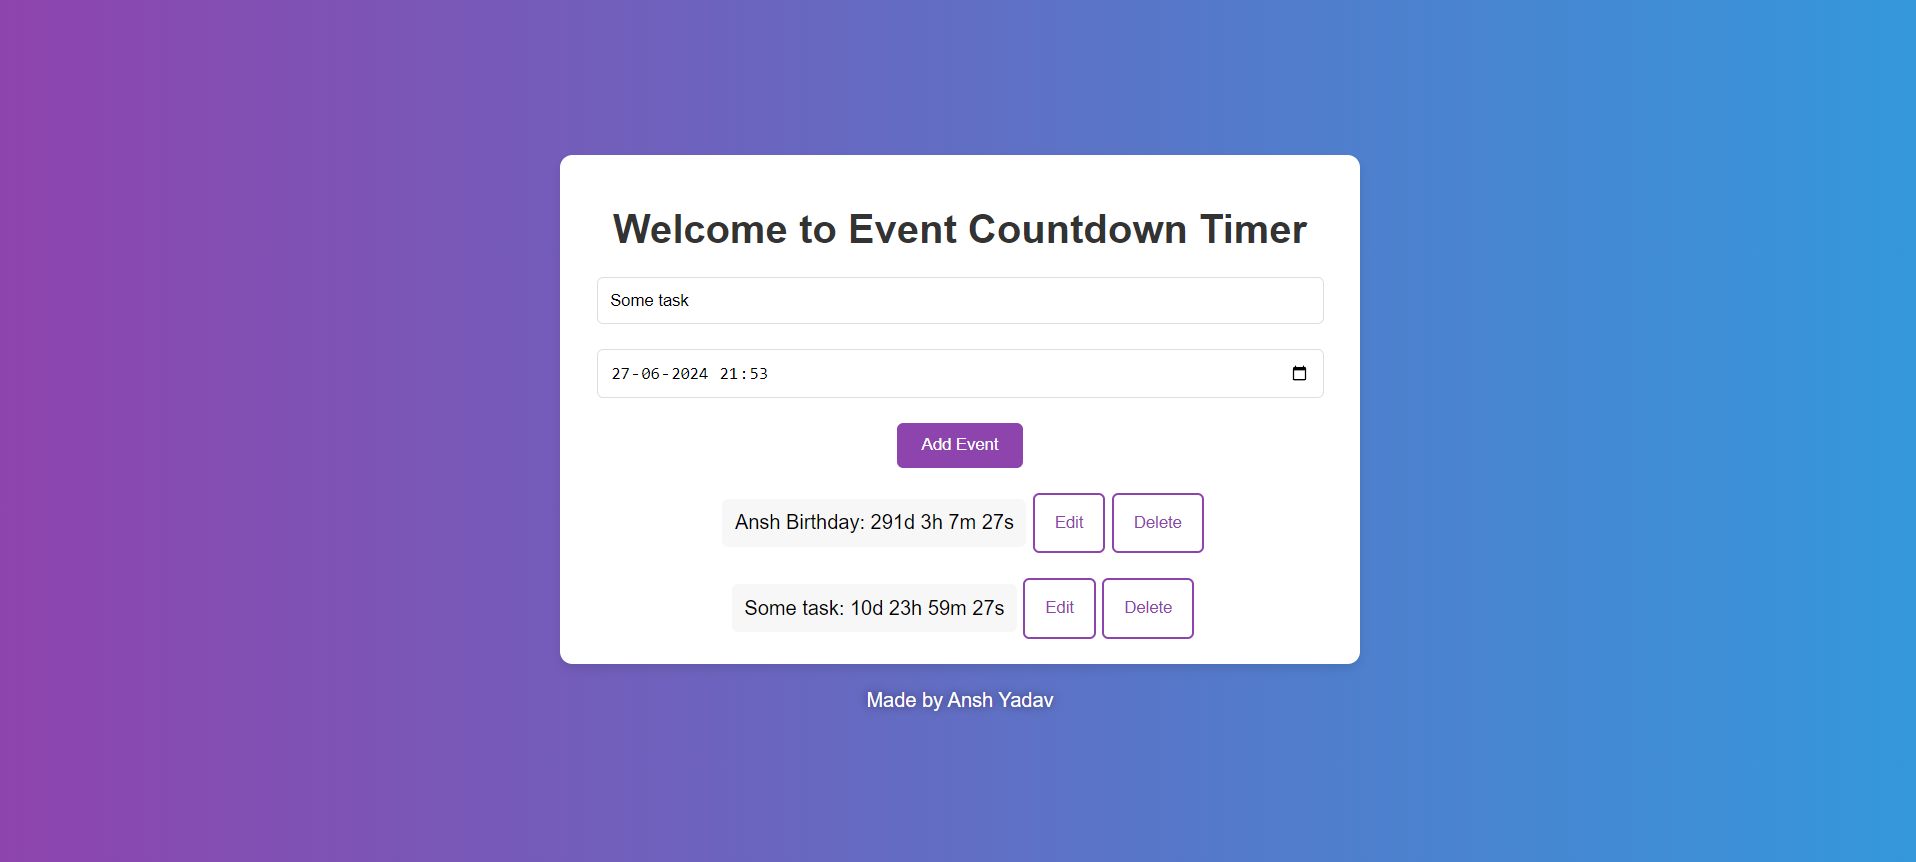 Welcome to Event Countdown Timer
Some task
27-06-2024 21:53
Add Event
Ansh Birthday: 291d 3h 7m 27s Edit Delete
Some task: 10d 23h 59m 27s Edit Delete
Made by Ansh Yadav